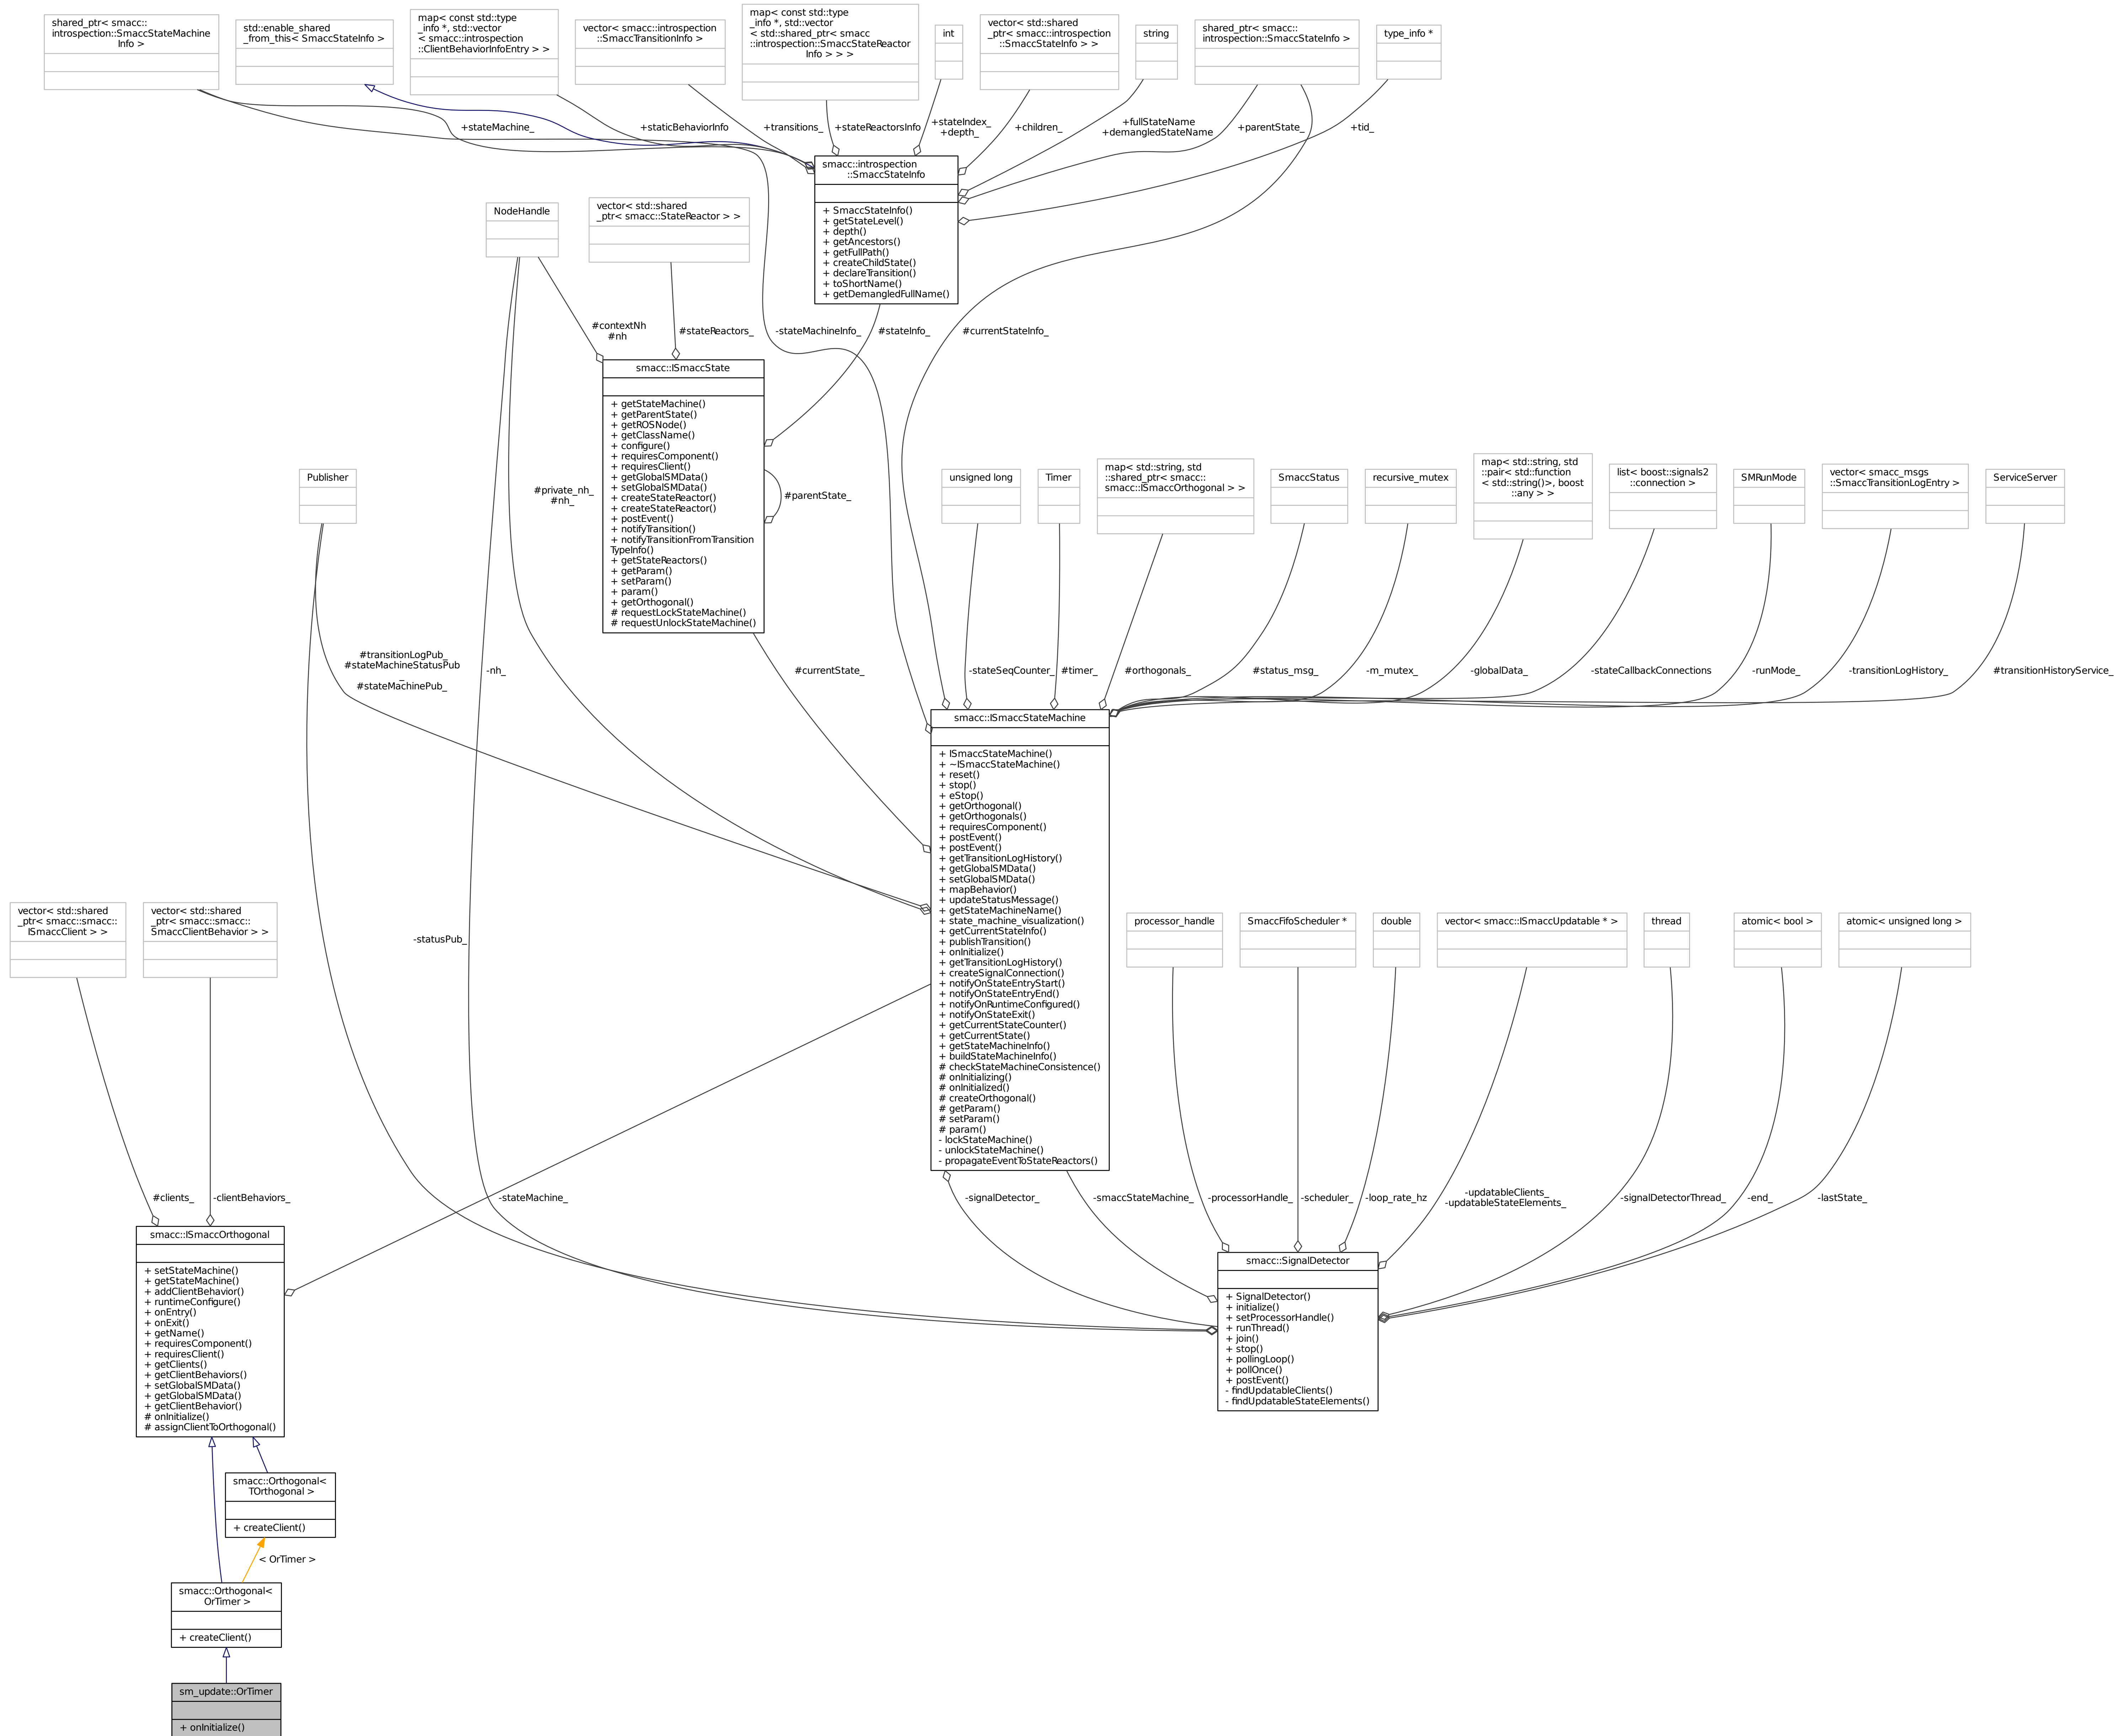 shared_ptr< smacc::
introspection::SmaccStateMachine
Info >
std::enable_shared
_from_this< SmaccStateInfo >
map< const std::type
_info *, std::vector
< smacc::introspection
::ClientBehaviorInfoEntry > >
vector< smacc::introspection
::SmaccTransitionInfo >
map< const std::type
_info *, std::vector
< std::shared_ptr< smacc
::introspection::SmaccStateReactor
Info > > >
int
vector< std::shared
_ptr< smacc::introspection
::SmaccStateInfo > >
string
shared_ptr< smacc::
introspection::SmaccStateInfo >
type_info *
+stateMachine_
+staticBehaviorInfo
+transitions_
+stateReactorsInfo
+stateIndex_
+depth_
+children_
+fullStateName
+demangledStateName
+parentState_
+tid_
smacc::introspection
::SmaccStateInfo
+ SmaccStateInfo()
+ getStateLevel()
+ depth()
+ getAncestors()
+ getFullPath()
+ createChildState()
+ declareTransition()
+ toShortName()
+ getDemangledFullName()
NodeHandle
vector< std::shared
_ptr< smacc::StateReactor > >
#contextNh
#nh
#stateReactors_
-stateMachineInfo_
#stateInfo_
#currentStateInfo_
smacc::ISmaccState
+ getStateMachine()
+ getParentState()
+ getROSNode()
+ getClassName()
+ configure()
+ requiresComponent()
+ requiresClient()
+ getGlobalSMData()
+ setGlobalSMData()
+ createStateReactor()
+ createStateReactor()
+ postEvent()
+ notifyTransition()
+ notifyTransitionFromTransition
TypeInfo()
+ getStateReactors()
+ getParam()
+ setParam()
+ param()
+ getOrthogonal()
# requestLockStateMachine()
# requestUnlockStateMachine()
#parentState_
#private_nh_
#nh_
Publisher
unsigned long
Timer
map< std::string, std
::shared_ptr< smacc::
smacc::ISmaccOrthogonal > >
SmaccStatus
recursive_mutex
map< std::string, std
::pair< std::function
< std::string()>, boost
::any > >
list< boost::signals2
::connection >
SMRunMode
vector< smacc_msgs
::SmaccTransitionLogEntry >
ServiceServer
#transitionLogPub_
#stateMachineStatusPub
_
#stateMachinePub_
-nh_
#currentState_
-stateSeqCounter_
#timer_
#orthogonals_
#status_msg_
-m_mutex_
-globalData_
-stateCallbackConnections
-runMode_
-transitionLogHistory_
#transitionHistoryService_
smacc::ISmaccStateMachine
+ ISmaccStateMachine()
+ ~ISmaccStateMachine()
+ reset()
+ stop()
+ eStop()
+ getOrthogonal()
+ getOrthogonals()
+ requiresComponent()
+ postEvent()
+ postEvent()
+ getTransitionLogHistory()
+ getGlobalSMData()
+ setGlobalSMData()
+ mapBehavior()
+ updateStatusMessage()
+ getStateMachineName()
+ state_machine_visualization()
+ getCurrentStateInfo()
+ publishTransition()
+ onInitialize()
+ getTransitionLogHistory()
+ createSignalConnection()
+ notifyOnStateEntryStart()
+ notifyOnStateEntryEnd()
+ notifyOnRuntimeConfigured()
+ notifyOnStateExit()
+ getCurrentStateCounter()
+ getCurrentState()
+ getStateMachineInfo()
+ buildStateMachineInfo()
# checkStateMachineConsistence()
# onInitializing()
# onInitialized()
# createOrthogonal()
# getParam()
# setParam()
# param()
- lockStateMachine()
- unlockStateMachine()
- propagateEventToStateReactors()
vector< std::shared
_ptr< smacc::smacc::
ISmaccClient > >
vector< std::shared
_ptr< smacc::smacc::
SmaccClientBehavior > >
-statusPub_
processor_handle
SmaccFifoScheduler *
double
vector< smacc::ISmaccUpdatable * >
thread
atomic< bool >
atomic< unsigned long >
#clients_
-clientBehaviors_
-stateMachine_
-signalDetector_
-smaccStateMachine_
-processorHandle_
-scheduler_
-loop_rate_hz
-updatableClients_
-updatableStateElements_
-signalDetectorThread_
-end_
-lastState_
smacc::ISmaccOrthogonal
+ setStateMachine()
+ getStateMachine()
+ addClientBehavior()
+ runtimeConfigure()
+ onEntry()
+ onExit()
+ getName()
+ requiresComponent()
+ requiresClient()
+ getClients()
+ getClientBehaviors()
+ setGlobalSMData()
+ getGlobalSMData()
+ getClientBehavior()
# onInitialize()
# assignClientToOrthogonal()
smacc::SignalDetector
+ SignalDetector()
+ initialize()
+ setProcessorHandle()
+ runThread()
+ join()
+ stop()
+ pollingLoop()
+ pollOnce()
+ postEvent()
- findUpdatableClients()
- findUpdatableStateElements()
smacc::Orthogonal<
TOrthogonal >
+ createClient()
< OrTimer >
smacc::Orthogonal<
OrTimer >
+ createClient()
sm_update::OrTimer
+ onInitialize()